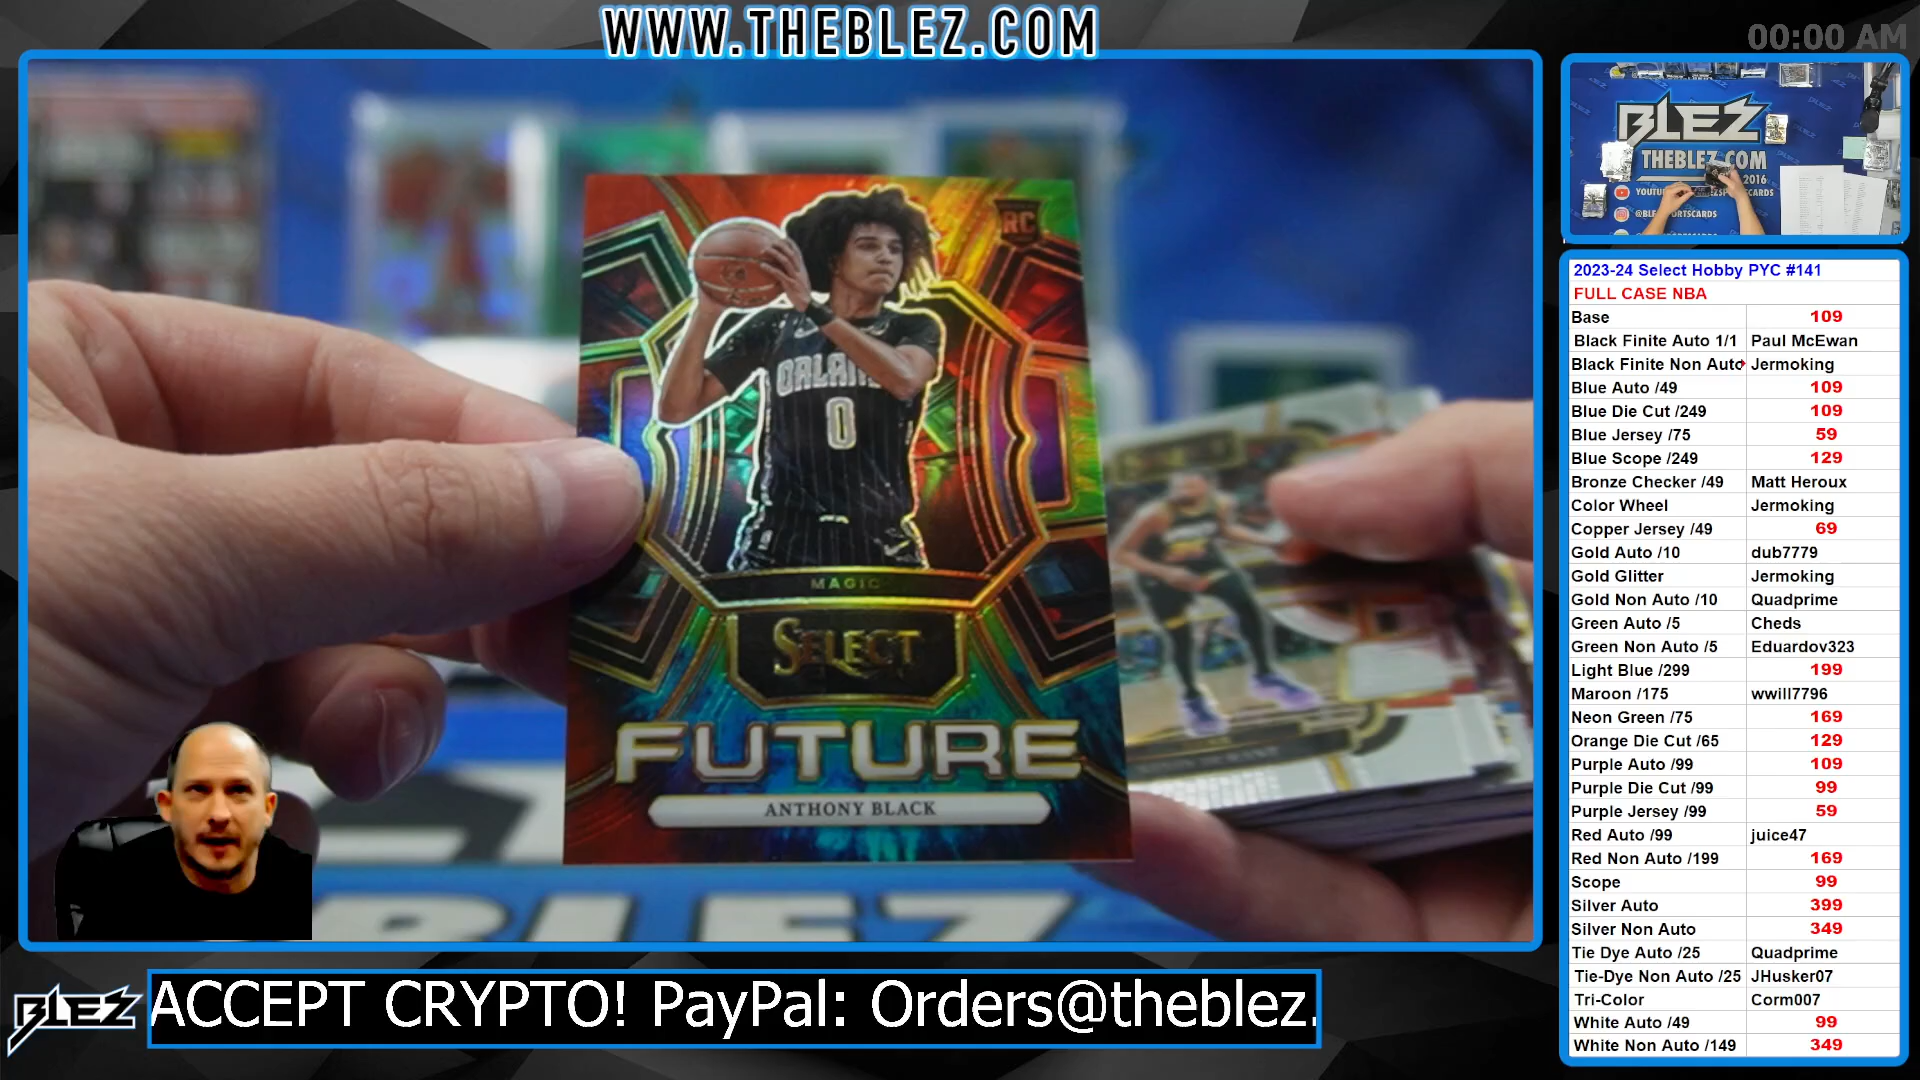 WWW.THEBLEZ.COM
00:00 AM
RC
ORLAN
0
MAGIC
SELECT
FUTURE
ANTHONY BLACK
BLEZ
THEBLEZ.COM
2016
@BLE
ORTSCARDS
2023-24 Select Hobby PYC #141
FULL CASE NBA
Base 109
Black Finite Auto 1/1 Paul McEwan
Black Finite Non Auto Jermoking
Blue Auto /49 109
Blue Die Cut /249 109
Blue Jersey /75 59
Blue Scope /249 129
Bronze Checker /49 Matt Heroux
Color Wheel Jermoking
Copper Jersey /49 69
Gold Auto /10 dub7779
Gold Glitter Jermoking
Gold Non Auto /10 Quadprime
Green Auto /5 Cheds
Green Non Auto /5 Eduardov323
Light Blue /299 199
Maroon /175 wwill7796
Neon Green /75 169
Orange Die Cut /65 129
Purple Auto /99 109
Purple Die Cut /99 99
Purple Jersey /99 59
Red Auto /99 juice47
Red Non Auto /199 169
Scope 99
Silver Auto 399
Silver Non Auto 349
Tie Dye Auto /25 Quadprime
Tie-Dye Non Auto /25 JHusker07
Tri-Color Corm007
White Auto /49 99
White Non Auto /149 349
BLEZ
ACCEPT CRYPTO! PayPal: Orders@theblez.